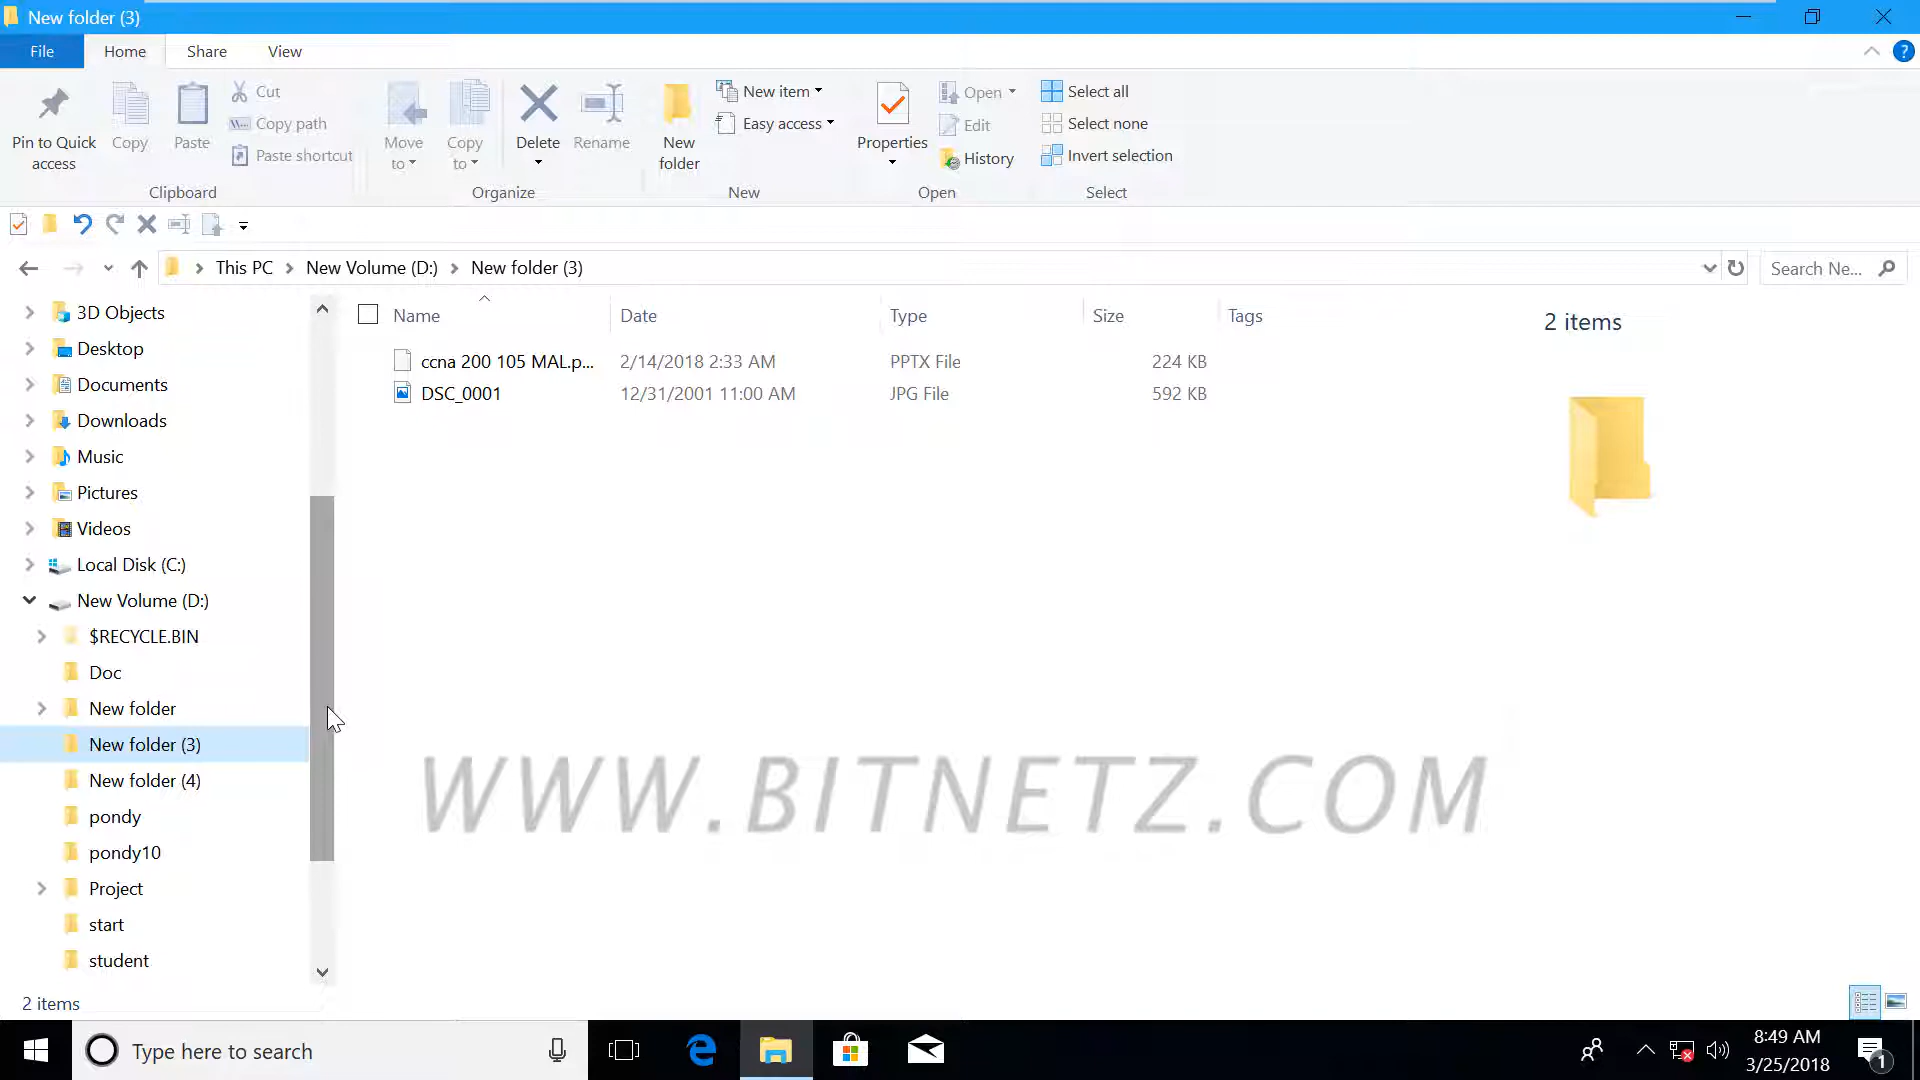 New folder (3)
File Home Share View
Pin to Quick access
Copy
Paste
Cut
Copy path
Paste shortcut
Clipboard
Move to
Copy to
Delete
Rename
Organize
New folder
New item
Easy access
New
Properties
Open
Edit
History
Open
Select all
Select none
Invert selection
Select
This PC > New Volume (D:) > New folder (3)
Search Ne...
3D Objects
Desktop
Documents
Downloads
Music
Pictures
Videos
Local Disk (C:)
New Volume (D:)
$RECYCLE.BIN
Doc
New folder
New folder (3)
New folder (4)
pondy
pondy10
Project
start
student
Name Date Type Size Tags
ccna 200 105 MAL.p... 2/14/2018 2:33 AM PPTX File 224 KB
DSC_0001 12/31/2001 11:00 AM JPG File 592 KB
2 items
WWW.BITNETZ.COM
2 items
Type here to search
8:49 AM
3/25/2018
1